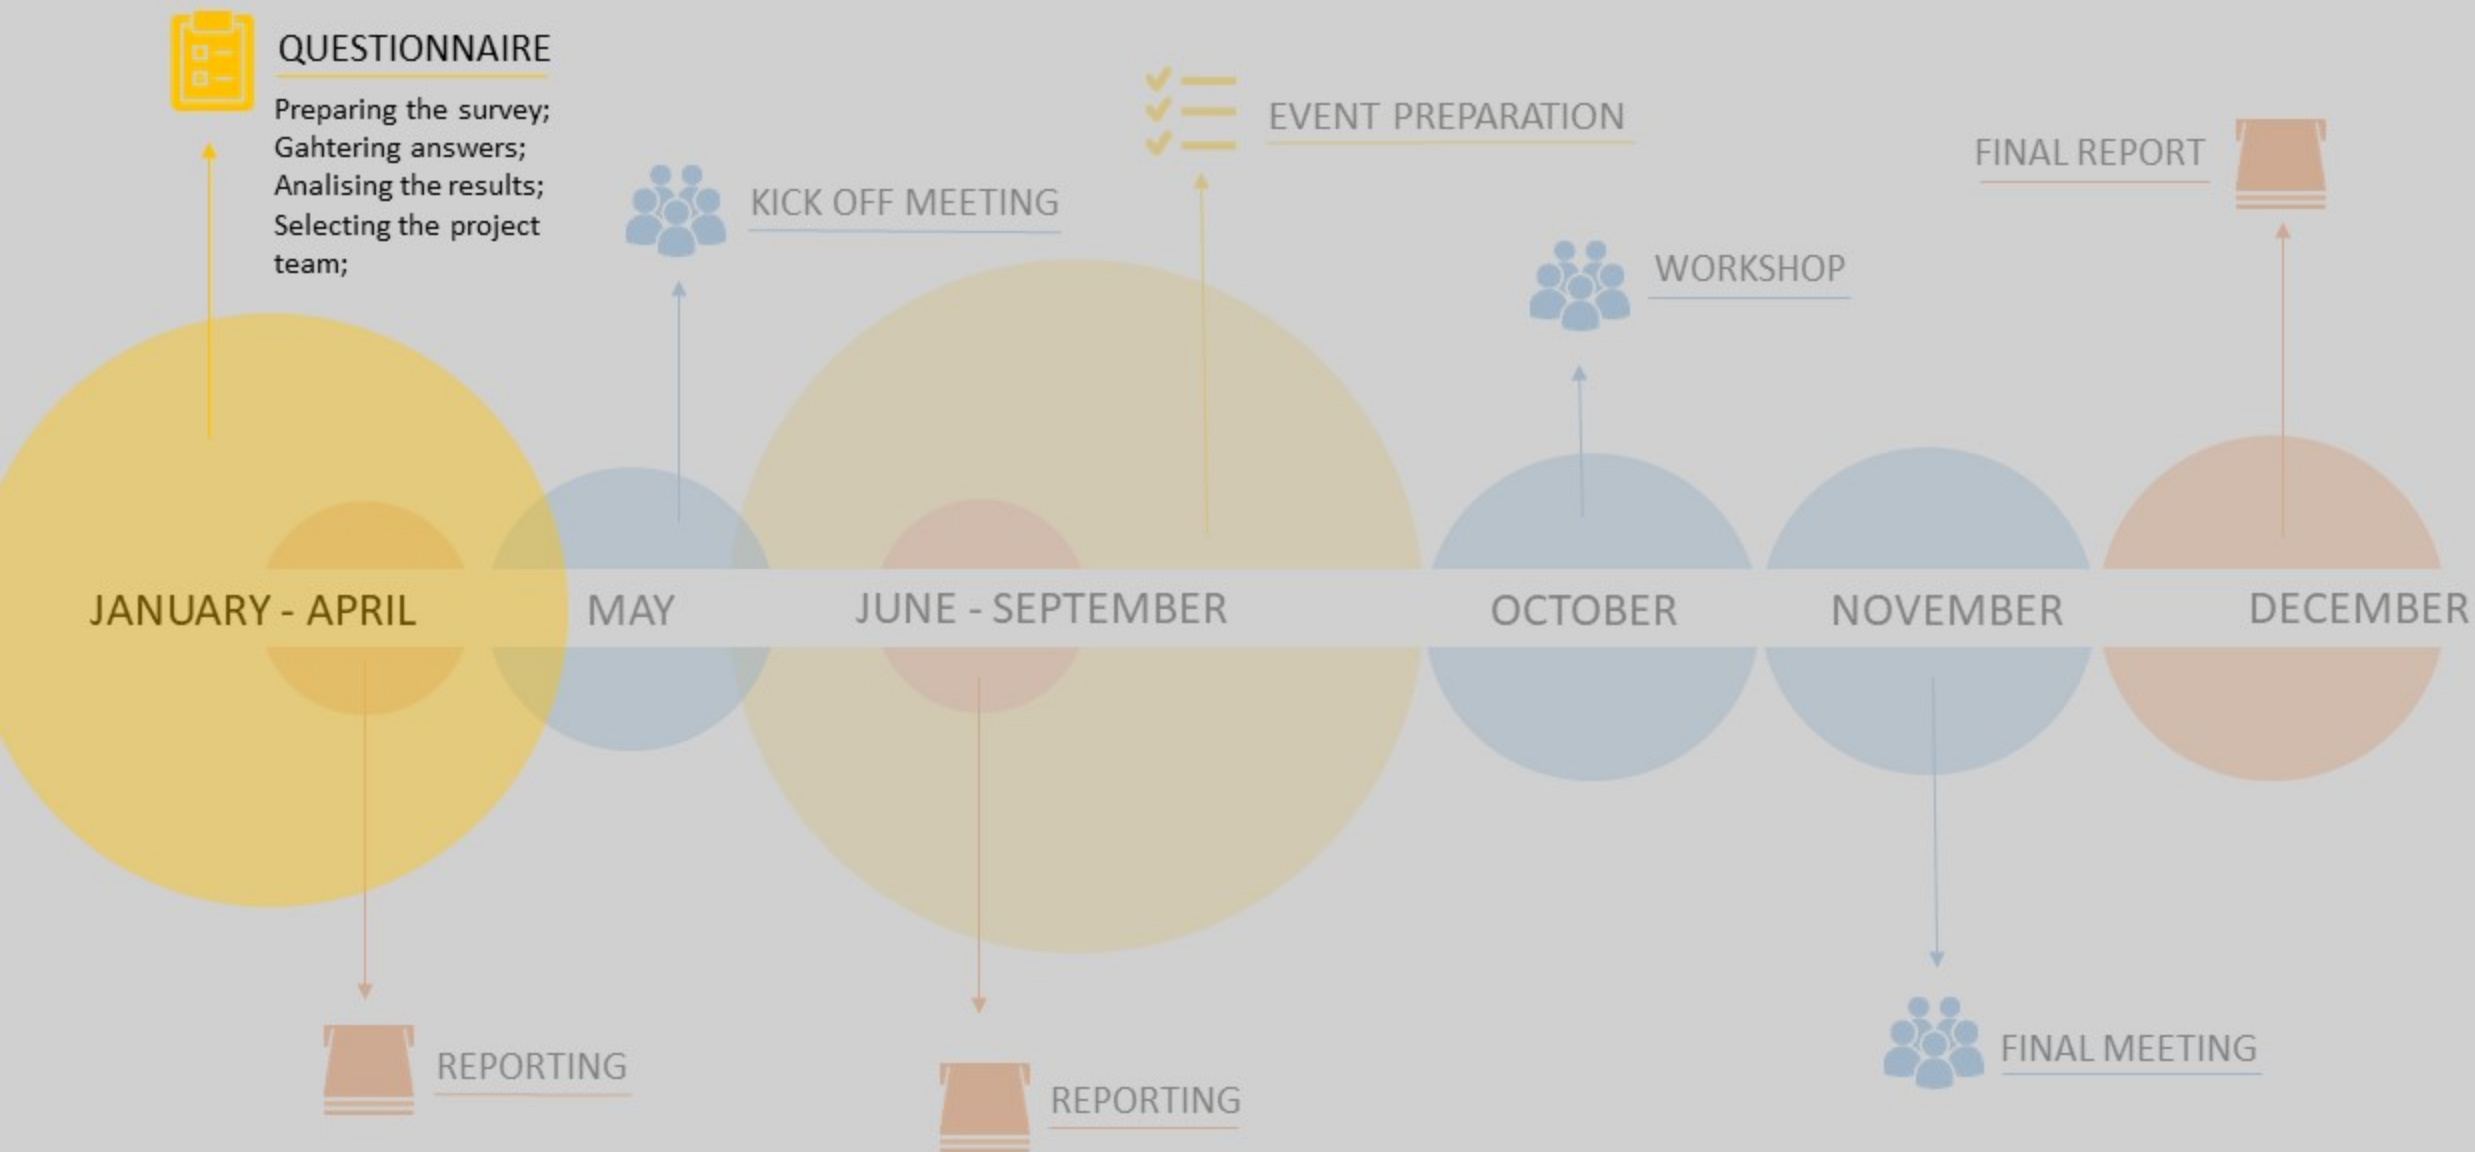 QUESTIONNAIRE
Preparing the survey;
Gahtering answers;
Analising the results;
Selecting the project
team;
KICK OFF MEETING
EVENT PREPARATION
WORKSHOP
FINAL REPORT
JANUARY - APRIL
MAY
JUNE - SEPTEMBER
OCTOBER
NOVEMBER
DECEMBER
REPORTING
REPORTING
FINAL MEETING